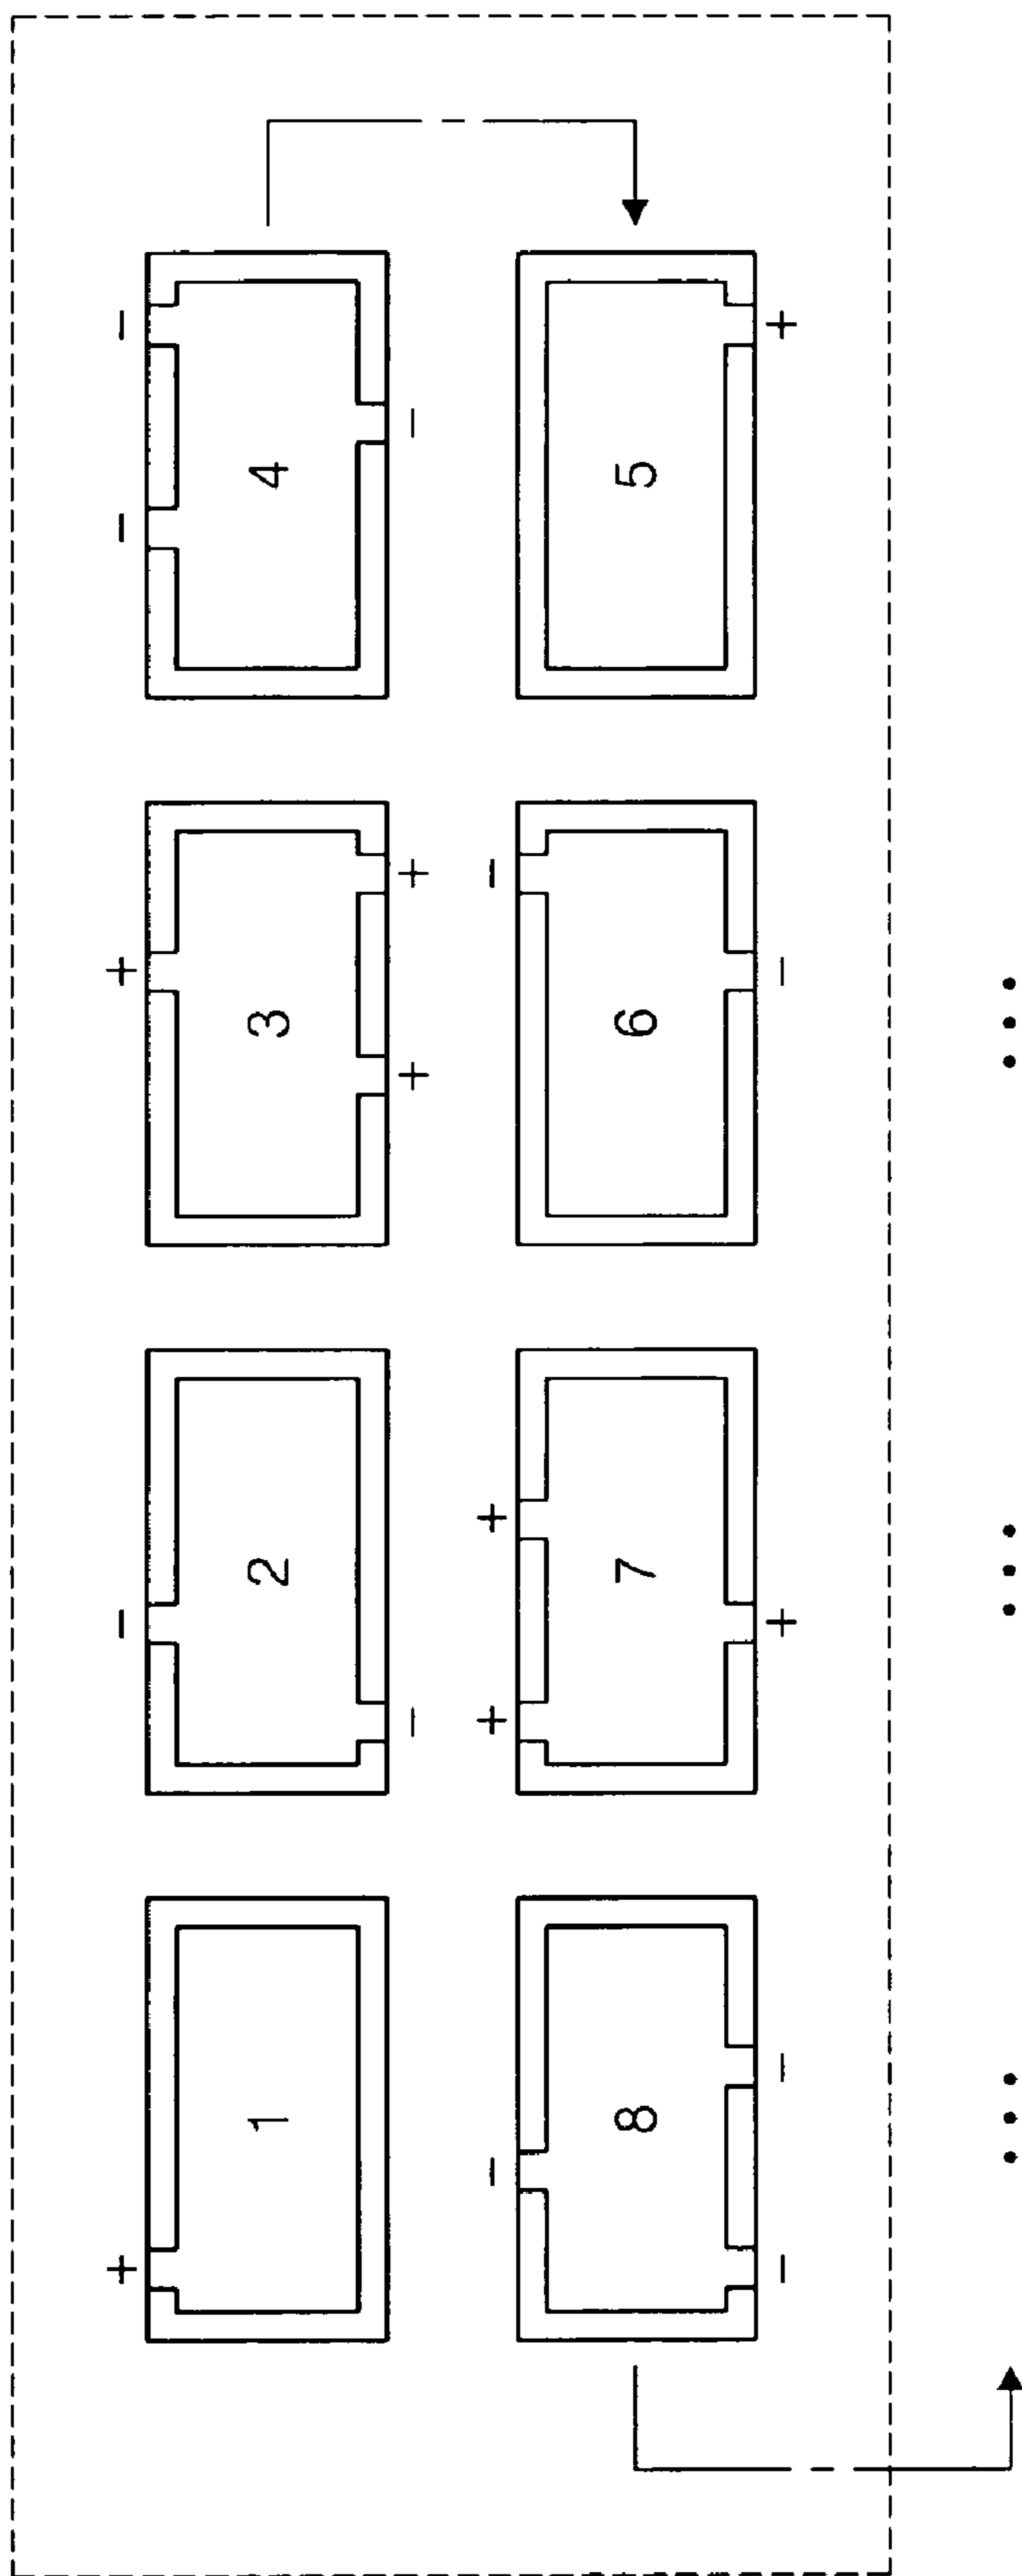 + − + − −
1 2 3 4
− + + −
− + + −
8 7 6 5
− − + − +
... ... ...